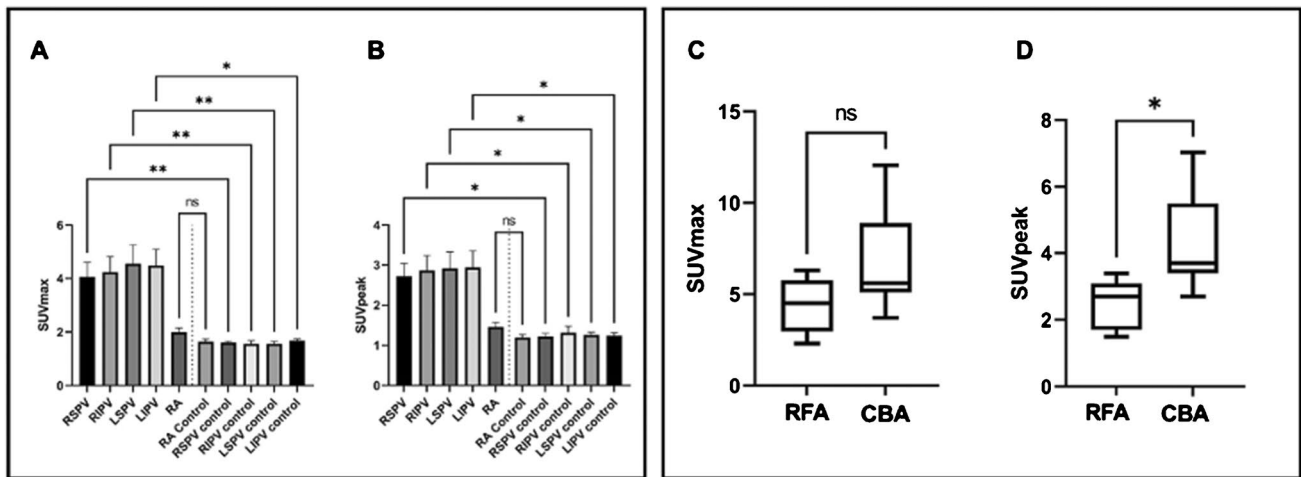 A
*
**
**
**
ns
SUVmax
6
4
2
0
RSPV
RIPV
LSPV
LIPV
RA
RA Control
RSPV control
RIPV control
LSPV control
LIPV control
B
*
*
*
*
ns
SUVpeak
4
3
2
1
0
RSPV
RIPV
LSPV
LIPV
RA
RA Control
RSPV control
RIPV control
LSPV control
LIPV control
C
ns
SUVmax
15
10
5
0
RFA CBA
D
*
SUVpeak
8
6
4
2
0
RFA CBA